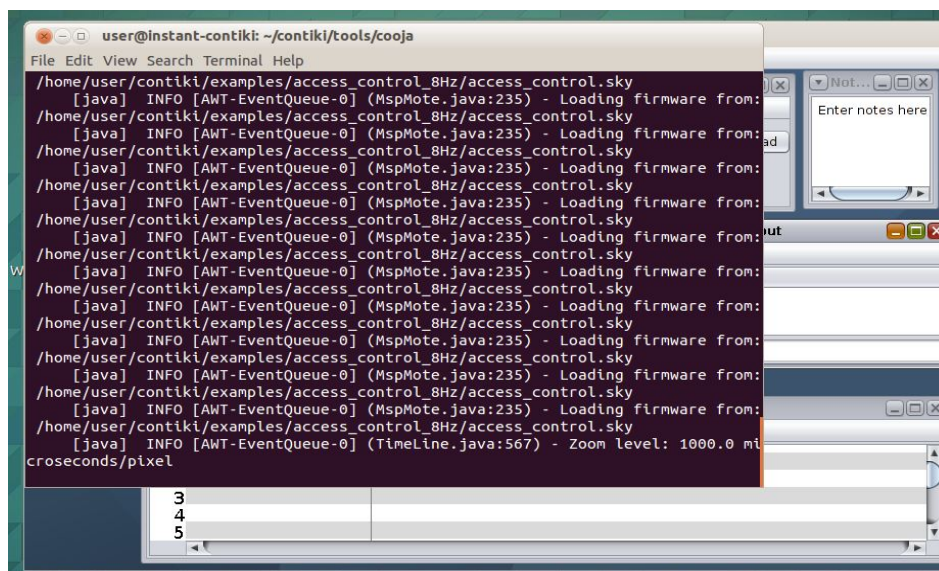 user@instant-contiki: ~/contiki/tools/cooja
File Edit View Search Terminal Help
/home/user/contiki/examples/access_control_8Hz/access_control.sky
[java] INFO [AWT-EventQueue-0] (MspMote.java:235) - Loading firmware from:
/home/user/contiki/examples/access_control_8Hz/access_control.sky
[java] INFO [AWT-EventQueue-0] (MspMote.java:235) - Loading firmware from:
/home/user/contiki/examples/access_control_8Hz/access_control.sky
[java] INFO [AWT-EventQueue-0] (MspMote.java:235) - Loading firmware from:
/home/user/contiki/examples/access_control_8Hz/access_control.sky
[java] INFO [AWT-EventQueue-0] (MspMote.java:235) - Loading firmware from:
/home/user/contiki/examples/access_control_8Hz/access_control.sky
[java] INFO [AWT-EventQueue-0] (MspMote.java:235) - Loading firmware from:
/home/user/contiki/examples/access_control_8Hz/access_control.sky
[java] INFO [AWT-EventQueue-0] (MspMote.java:235) - Loading firmware from:
/home/user/contiki/examples/access_control_8Hz/access_control.sky
[java] INFO [AWT-EventQueue-0] (MspMote.java:235) - Loading firmware from:
/home/user/contiki/examples/access_control_8Hz/access_control.sky
[java] INFO [AWT-EventQueue-0] (MspMote.java:235) - Loading firmware from:
/home/user/contiki/examples/access_control_8Hz/access_control.sky
[java] INFO [AWT-EventQueue-0] (MspMote.java:235) - Loading firmware from:
/home/user/contiki/examples/access_control_8Hz/access_control.sky
[java] INFO [AWT-EventQueue-0] (MspMote.java:235) - Loading firmware from:
/home/user/contiki/examples/access_control_8Hz/access_control.sky
[java] INFO [AWT-EventQueue-0] (TimeLine.java:567) - Zoom level: 1000.0 mi
croseconds/pixel
Not...
Enter notes here
ad
put
W
3
4
5